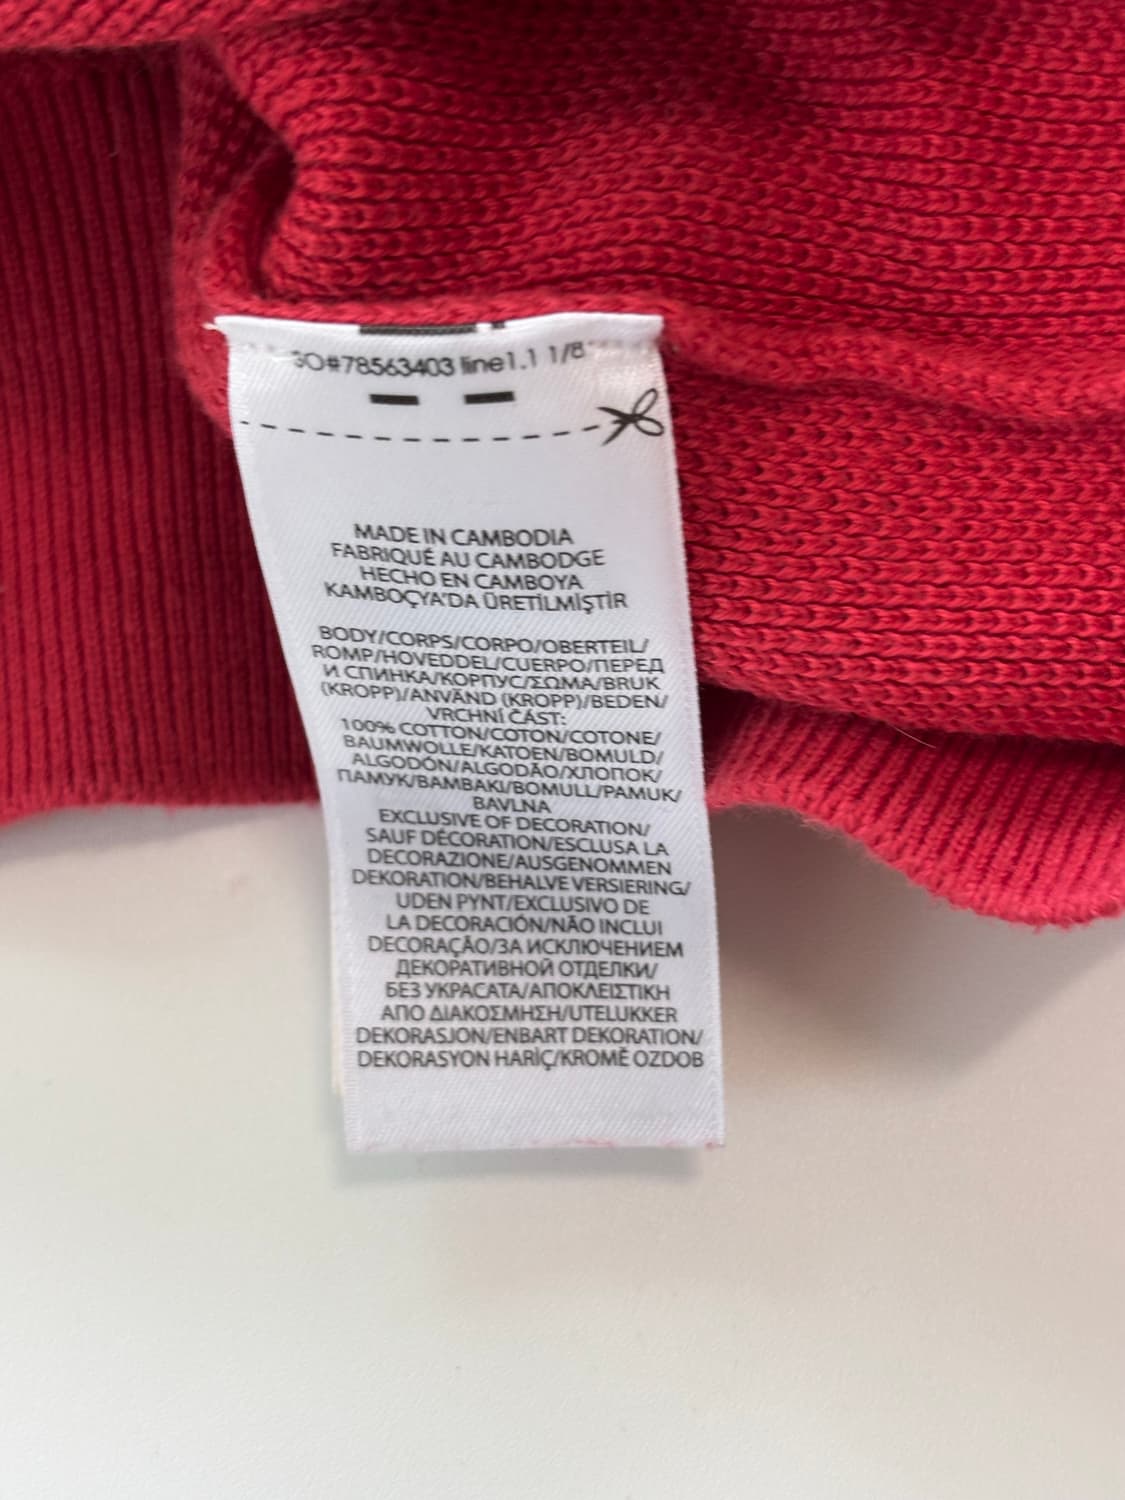 SO#78563403 line1.1 1/8
MADE IN CAMBODIA
FABRIQUÉ AU CAMBODGE
HECHO EN CAMBOYA
KAMBOÇYA'DA ÜRETİLMİŞTİR
BODY/CORPS/CORPO/OBERTEIL/
ROMP/HOVEDDEL/CUERPO/ПЕРЕД
И СПИНКА/КОРПУС/ΣΩΜΑ/BRUK
(KROPP)/ANVÄND (KROPP)/BEDEN/
VRCHNÍ ČÁST:
100% COTTON/COTON/COTONE/
BAUMWOLLE/KATOEN/BOMULD/
ALGODÓN/ALGODÃO/ХЛОПОК/
ПАМУК/ΒΑΜΒΑΚΙ/BOMULL/PAMUK/
BAVLNA
EXCLUSIVE OF DECORATION/
SAUF DÉCORATION/ESCLUSA LA
DECORAZIONE/AUSGENOMMEN
DEKORATION/BEHALVE VERSIERING/
UDEN PYNT/EXCLUSIVO DE
LA DECORACIÓN/NÃO INCLUI
DECORAÇÃO/ЗА ИСКЛЮЧЕНИЕМ
ДЕКОРАТИВНОЙ ОТДЕЛКИ/
БЕЗ УКРАСАТА/ΑΠΟΚΛΕΙΣΤΙΚΗ
ΑΠΟ ΔΙΑΚΟΣΜΗΣΗ/UTELUKKER
DEKORASJON/ENBART DEKORATION/
DEKORASYON HARİÇ/KROMĚ OZDOB